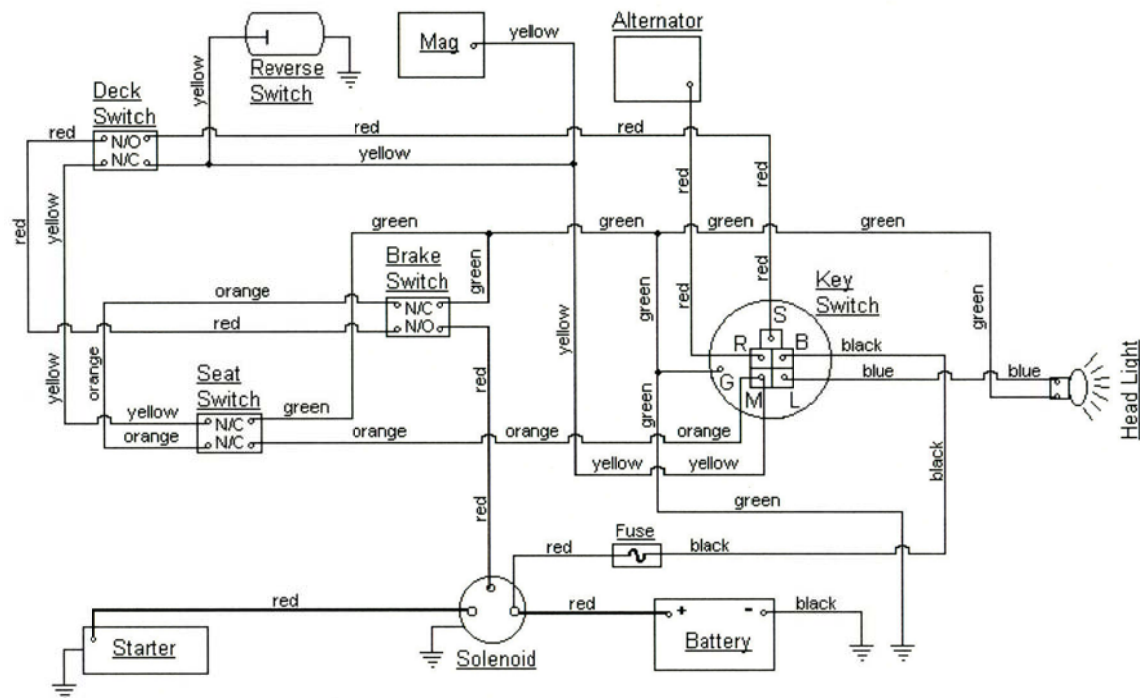 Alternator
Mag
yellow
Reverse
Switch
yellow
Deck
Switch
red
N/O
N/C
red
red
yellow
red
yellow
red
red
green
green
green
green
Brake
Switch
green
red
red
Key
Switch
orange
N/C
N/O
red
green
yellow
green
S
R
B
black
G
M
L
blue
blue
Head Light
yellow
orange
Seat
Switch
red
yellow
N/C
green
orange
N/C
orange
orange
orange
green
yellow
yellow
black
red
green
Fuse
red
black
red
red
+
-
black
Starter
Solenoid
Battery